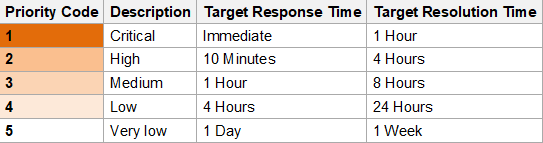 Priority Code Description Target Response Time Target Resolution Time
1 Critical Immediate 1 Hour
2 High 10 Minutes 4 Hours
3 Medium 1 Hour 8 Hours
4 Low 4 Hours 24 Hours
5 Very low 1 Day 1 Week